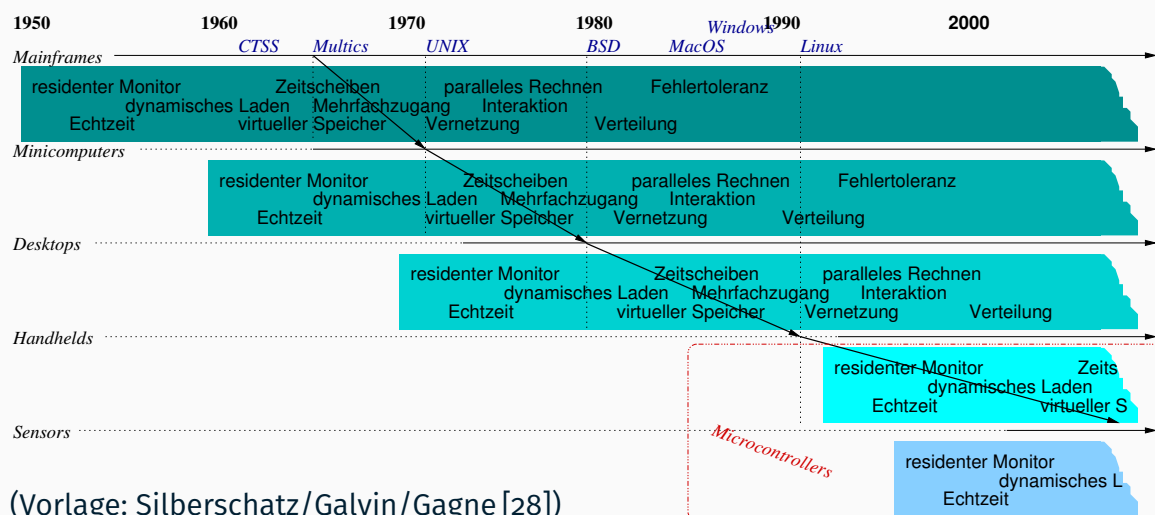 1950 1960 1970 1980 1990 2000
Windows
CTSS Multics UNIX BSD MacOS Linux
Mainframes
residenter Monitor Zeitscheiben paralleles Rechnen Fehlertoleranz
dynamisches Laden Mehrfachzugang Interaktion
Echtzeit virtueller Speicher Vernetzung Verteilung
Minicomputers
residenter Monitor Zeitscheiben paralleles Rechnen Fehlertoleranz
dynamisches Laden Mehrfachzugang Interaktion
Echtzeit virtueller Speicher Vernetzung Verteilung
Desktops
residenter Monitor Zeitscheiben paralleles Rechnen
dynamisches Laden Mehrfachzugang Interaktion
Echtzeit virtueller Speicher Vernetzung Verteilung
Handhelds
residenter Monitor Zeits
dynamisches Laden
Echtzeit virtueller S
Sensors
Microcontrollers
residenter Monitor
dynamisches L
Echtzeit
(Vorlage: Silberschatz/Galvin/Gagne [28])